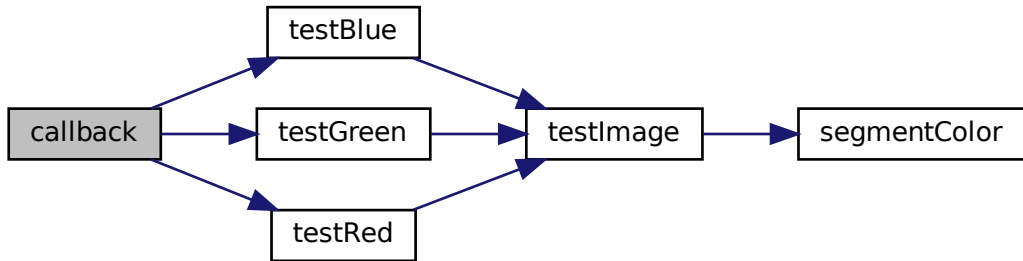 testBlue
callback
testGreen
testImage
segmentColor
testRed